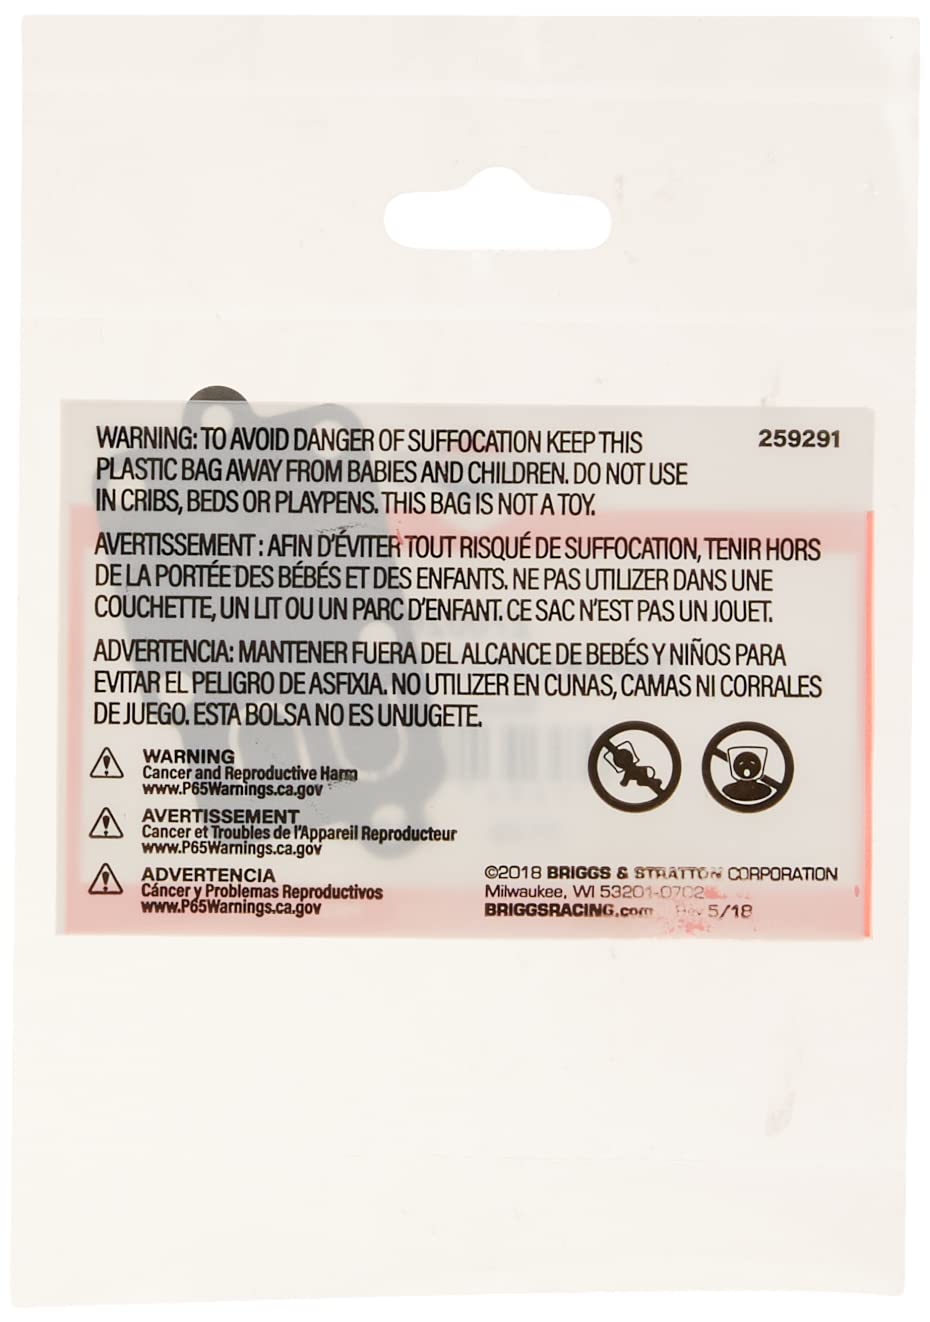 WARNING: TO AVOID DANGER OF SUFFOCATION KEEP THIS
PLASTIC BAG AWAY FROM BABIES AND CHILDREN. DO NOT USE
IN CRIBS, BEDS OR PLAYPENS. THIS BAG IS NOT A TOY.
259291
AVERTISSEMENT : AFIN D'ÉVITER TOUT RISQUÉ DE SUFFOCATION, TENIR HORS
DE LA PORTÉE DES BÉBÉS ET DES ENFANTS. NE PAS UTILIZER DANS UNE
COUCHETTE, UN LIT OU UN PARC D'ENFANT. CE SAC N'EST PAS UN JOUET.
ADVERTENCIA: MANTENER FUERA DEL ALCANCE DE BEBÉS Y NIÑOS PARA
EVITAR EL PELIGRO DE ASFIXIA. NO UTILIZER EN CUNAS, CAMAS NI CORRALES
DE JUEGO. ESTA BOLSA NO ES UNJUGETE.
WARNING
Cancer and Reproductive Harm
www.P65Warnings.ca.gov
AVERTISSEMENT
Cancer et Troubles de l'Appareil Reproducteur
www.P65Warnings.ca.gov
ADVERTENCIA
Cáncer y Problemas Reproductivos
www.P65Warnings.ca.gov
©2018 BRIGGS & STRATTON CORPORATION
Milwaukee, WI 53201-0702
BRIGGSRACING.com Rev 5/18